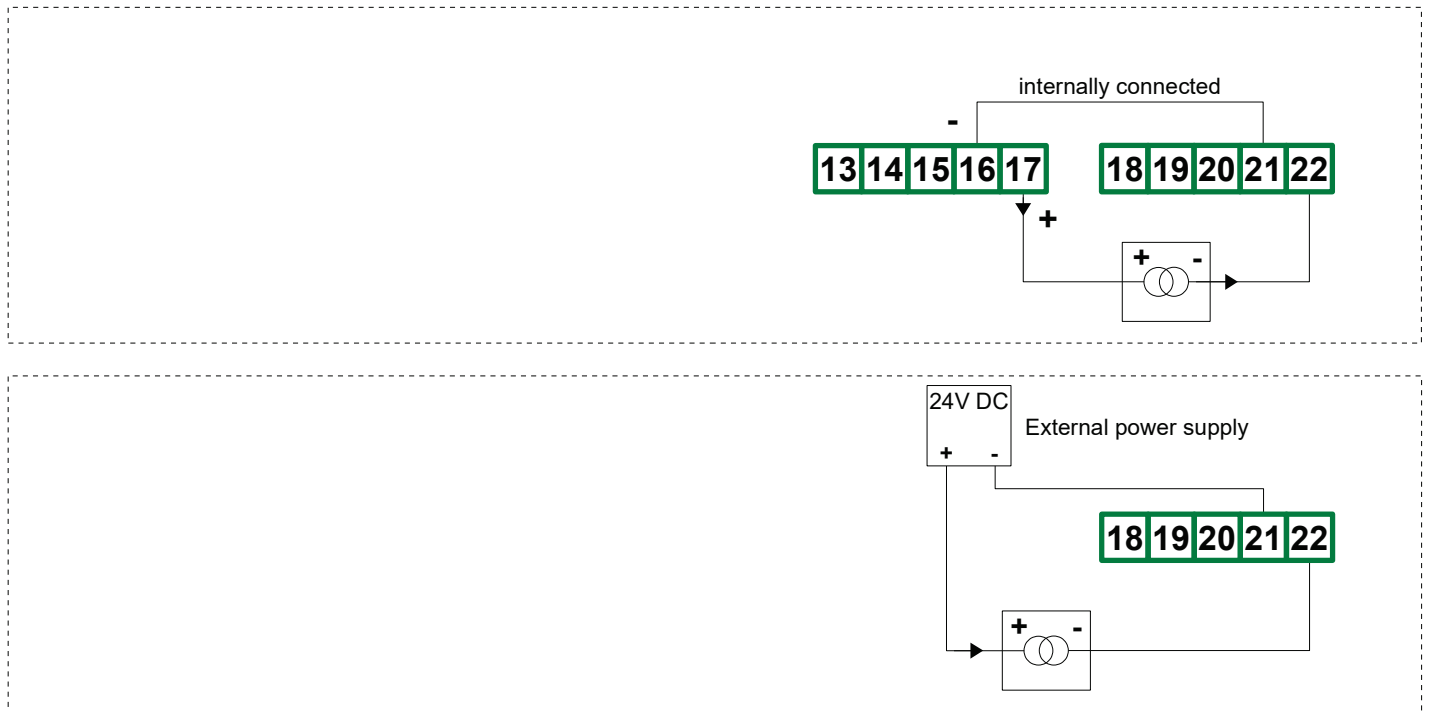 internally connected
-
13 14 15 16 17 18 19 20 21 22
+
+ -
24V DC
External power supply
+ -
18 19 20 21 22
+ -